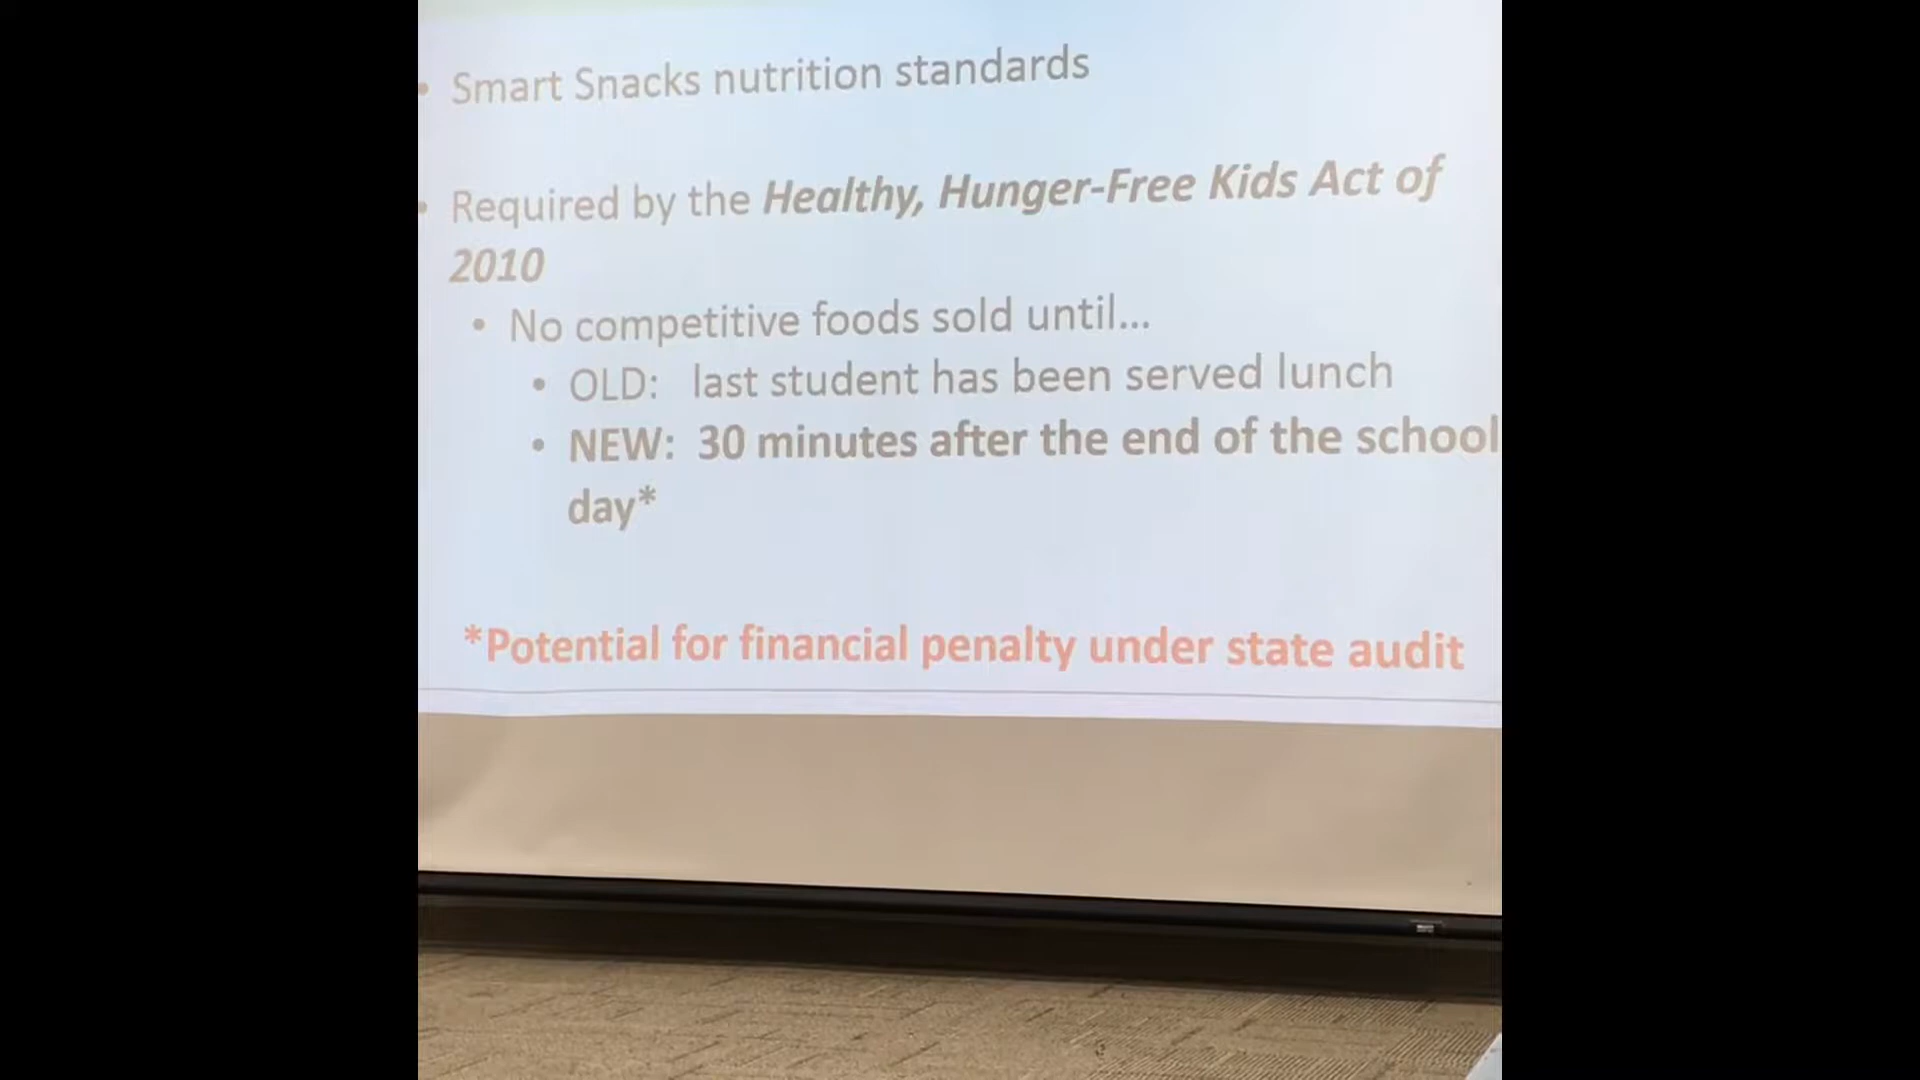 • Smart Snacks nutrition standards
• Required by the Healthy, Hunger-Free Kids Act of
2010
• No competitive foods sold until...
• OLD: last student has been served lunch
• NEW: 30 minutes after the end of the school
day*
*Potential for financial penalty under state audit